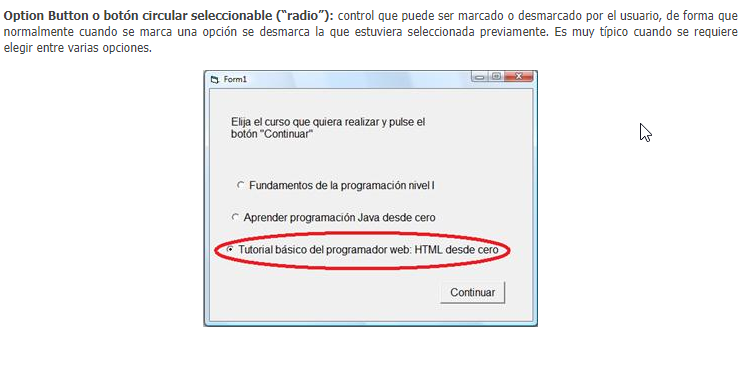 Option Button o botón circular seleccionable (“radio”): control que puede ser marcado o desmarcado por el usuario, de forma que
normalmente cuando se marca una opción se desmarca la que estuviera seleccionada previamente. Es muy típico cuando se requiere
elegir entre varias opciones.
Form1
Elija el curso que quiera realizar y pulse el
botón "Continuar"
Fundamentos de la programación nivel I
Aprender programación Java desde cero
Tutorial básico del programador web: HTML desde cero
Continuar